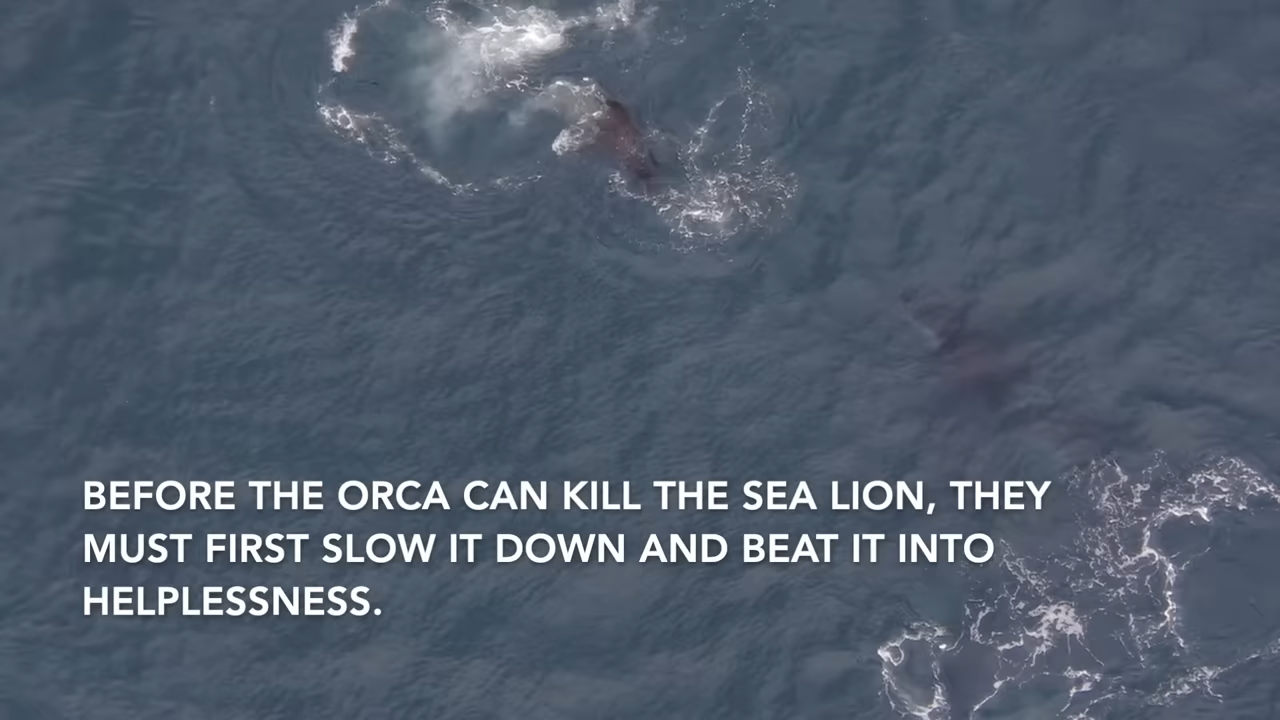 BEFORE THE ORCA CAN KILL THE SEA LION, THEY
MUST FIRST SLOW IT DOWN AND BEAT IT INTO
HELPLESSNESS.